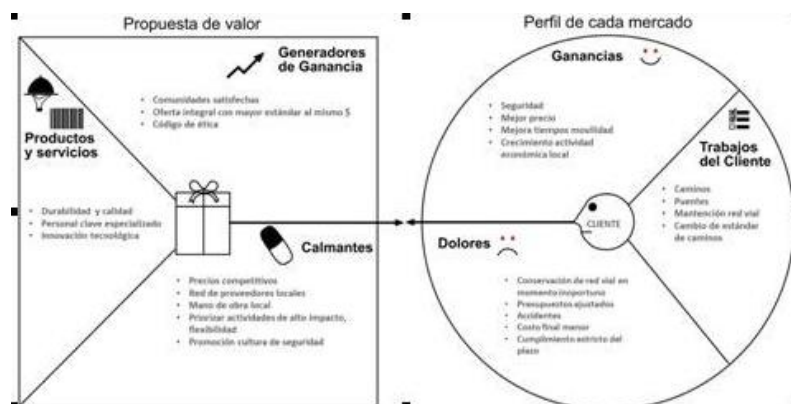 Propuesta de valor
Generadores
de Ganancia
• Comunidades satisfechas
• Oferta integral con mayor estándar al mismo $
• Código de ética
Productos
y servicios
• Durabilidad y calidad
• Personal clave especializado
• Innovación tecnológica
Calmantes
• Precios competitivos
• Red de proveedores locales
• Mano de obra local
• Priorizar actividades de alto impacto,
flexibilidad
• Promoción cultura de seguridad
Perfil de cada mercado
Ganancias
• Seguridad
• Mejor precio
• Mejora tiempos movilidad
• Crecimiento actividad
económica local
Trabajos
del Cliente
• Caminos
• Puentes
• Mantención red vial
• Cambio de estándar
de caminos
CLIENTE
Dolores
• Conservación de red vial en
momento inoportuno
• Presupuestos ajustados
• Accidentes
• Costo final menor
• Cumplimiento estricto del
plazo